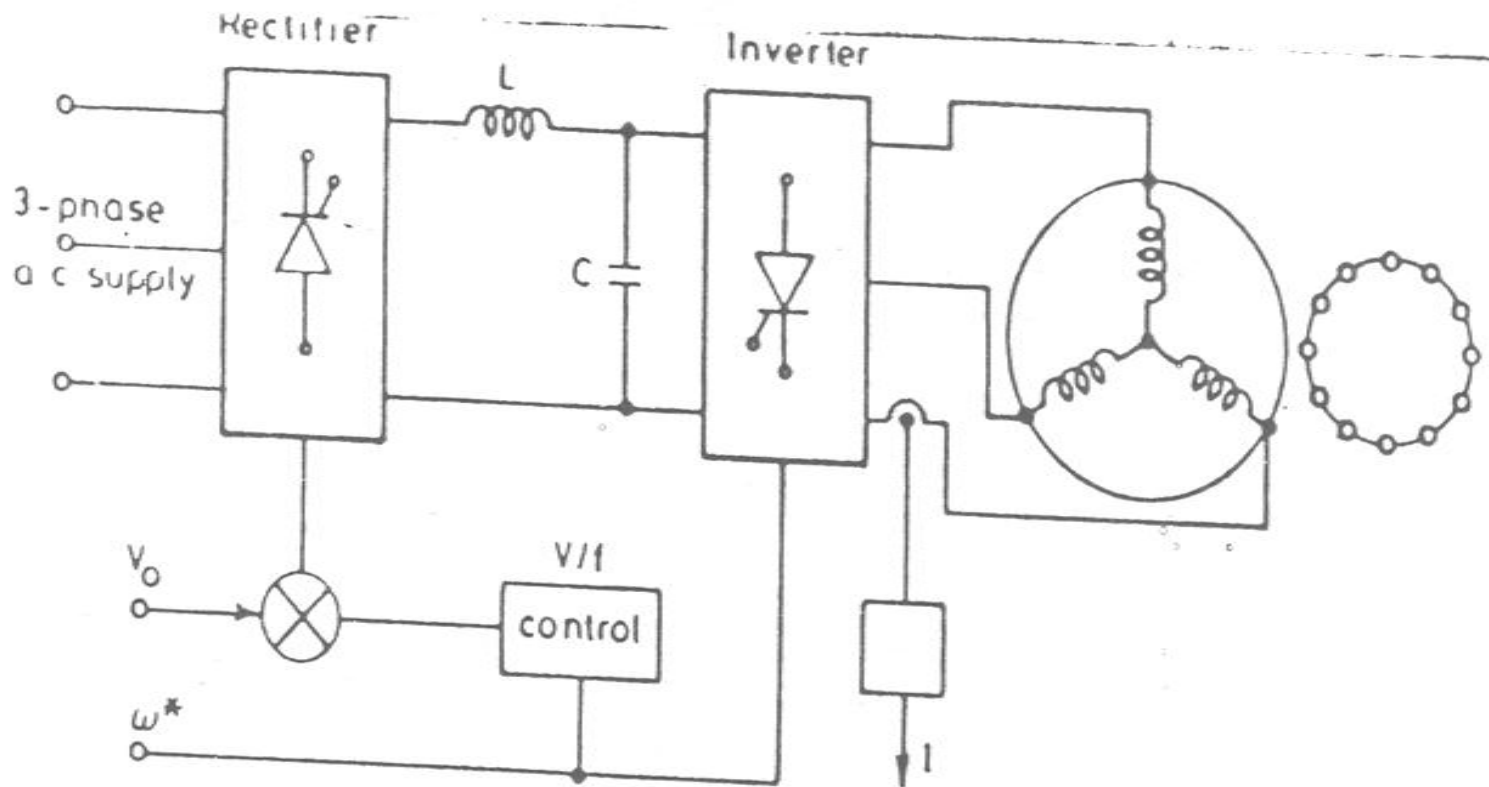 Rectifier
Inverter
L
3-phase
a c supply
C
V/f
V₀
control
ω*
I